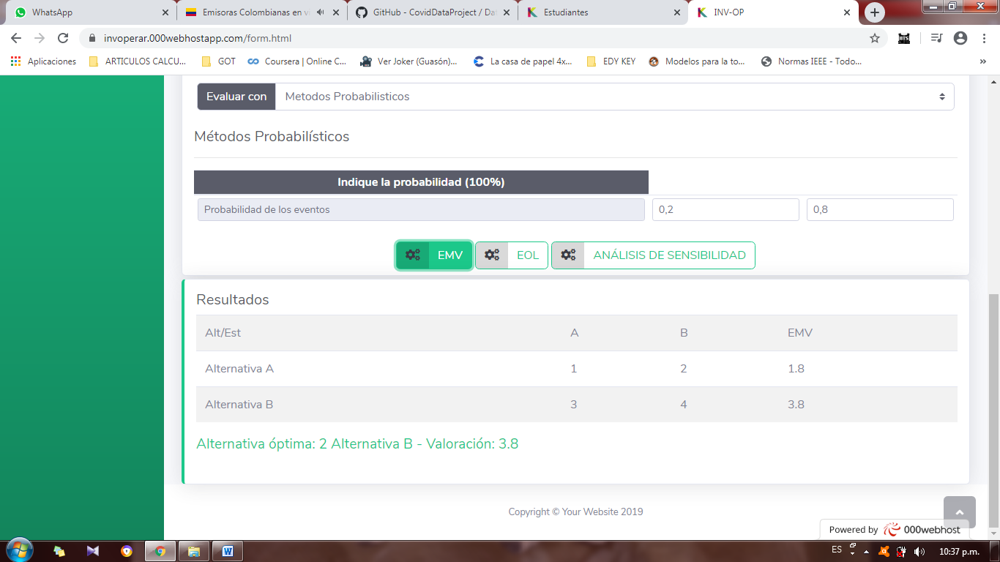 WhatsApp
Emisoras Colombianas en v
GitHub - CovidDataProject / Dat
Estudiantes
INV-OP
invoperar.000webhostapp.com/form.html
Aplicaciones
ARTICULOS CALCU...
GOT
Coursera | Online C...
Ver Joker (Guasón)...
La casa de papel 4x...
EDY KEY
Modelos para la to...
Normas IEEE - Todo...
Evaluar con Metodos Probabilisticos
Métodos Probabilísticos
Indique la probabilidad (100%)
Probabilidad de los eventos 0,2 0,8
EMV EOL ANÁLISIS DE SENSIBILIDAD
Resultados
Alt/Est A B EMV
Alternativa A 1 2 1.8
Alternativa B 3 4 3.8
Alternativa óptima: 2 Alternativa B - Valoración: 3.8
Copyright © Your Website 2019
Powered by 000webhost
ES 10:37 p.m.